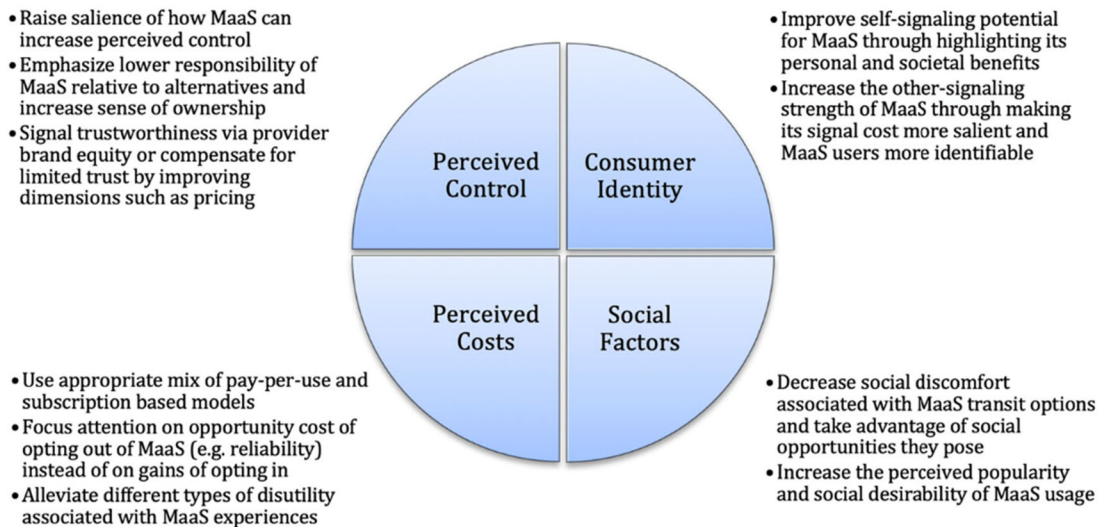 • Raise salience of how MaaS can
increase perceived control
• Emphasize lower responsibility of
MaaS relative to alternatives and
increase sense of ownership
• Signal trustworthiness via provider
brand equity or compensate for
limited trust by improving
dimensions such as pricing
• Improve self-signaling potential
for MaaS through highlighting its
personal and societal benefits
• Increase the other-signaling
strength of MaaS through making
its signal cost more salient and
MaaS users more identifiable
Perceived
Control
Consumer
Identity
Perceived
Costs
Social
Factors
• Use appropriate mix of pay-per-use and
subscription based models
• Focus attention on opportunity cost of
opting out of MaaS (e.g. reliability)
instead of on gains of opting in
• Alleviate different types of disutility
associated with MaaS experiences
• Decrease social discomfort
associated with MaaS transit options
and take advantage of social
opportunities they pose
• Increase the perceived popularity
and social desirability of MaaS usage